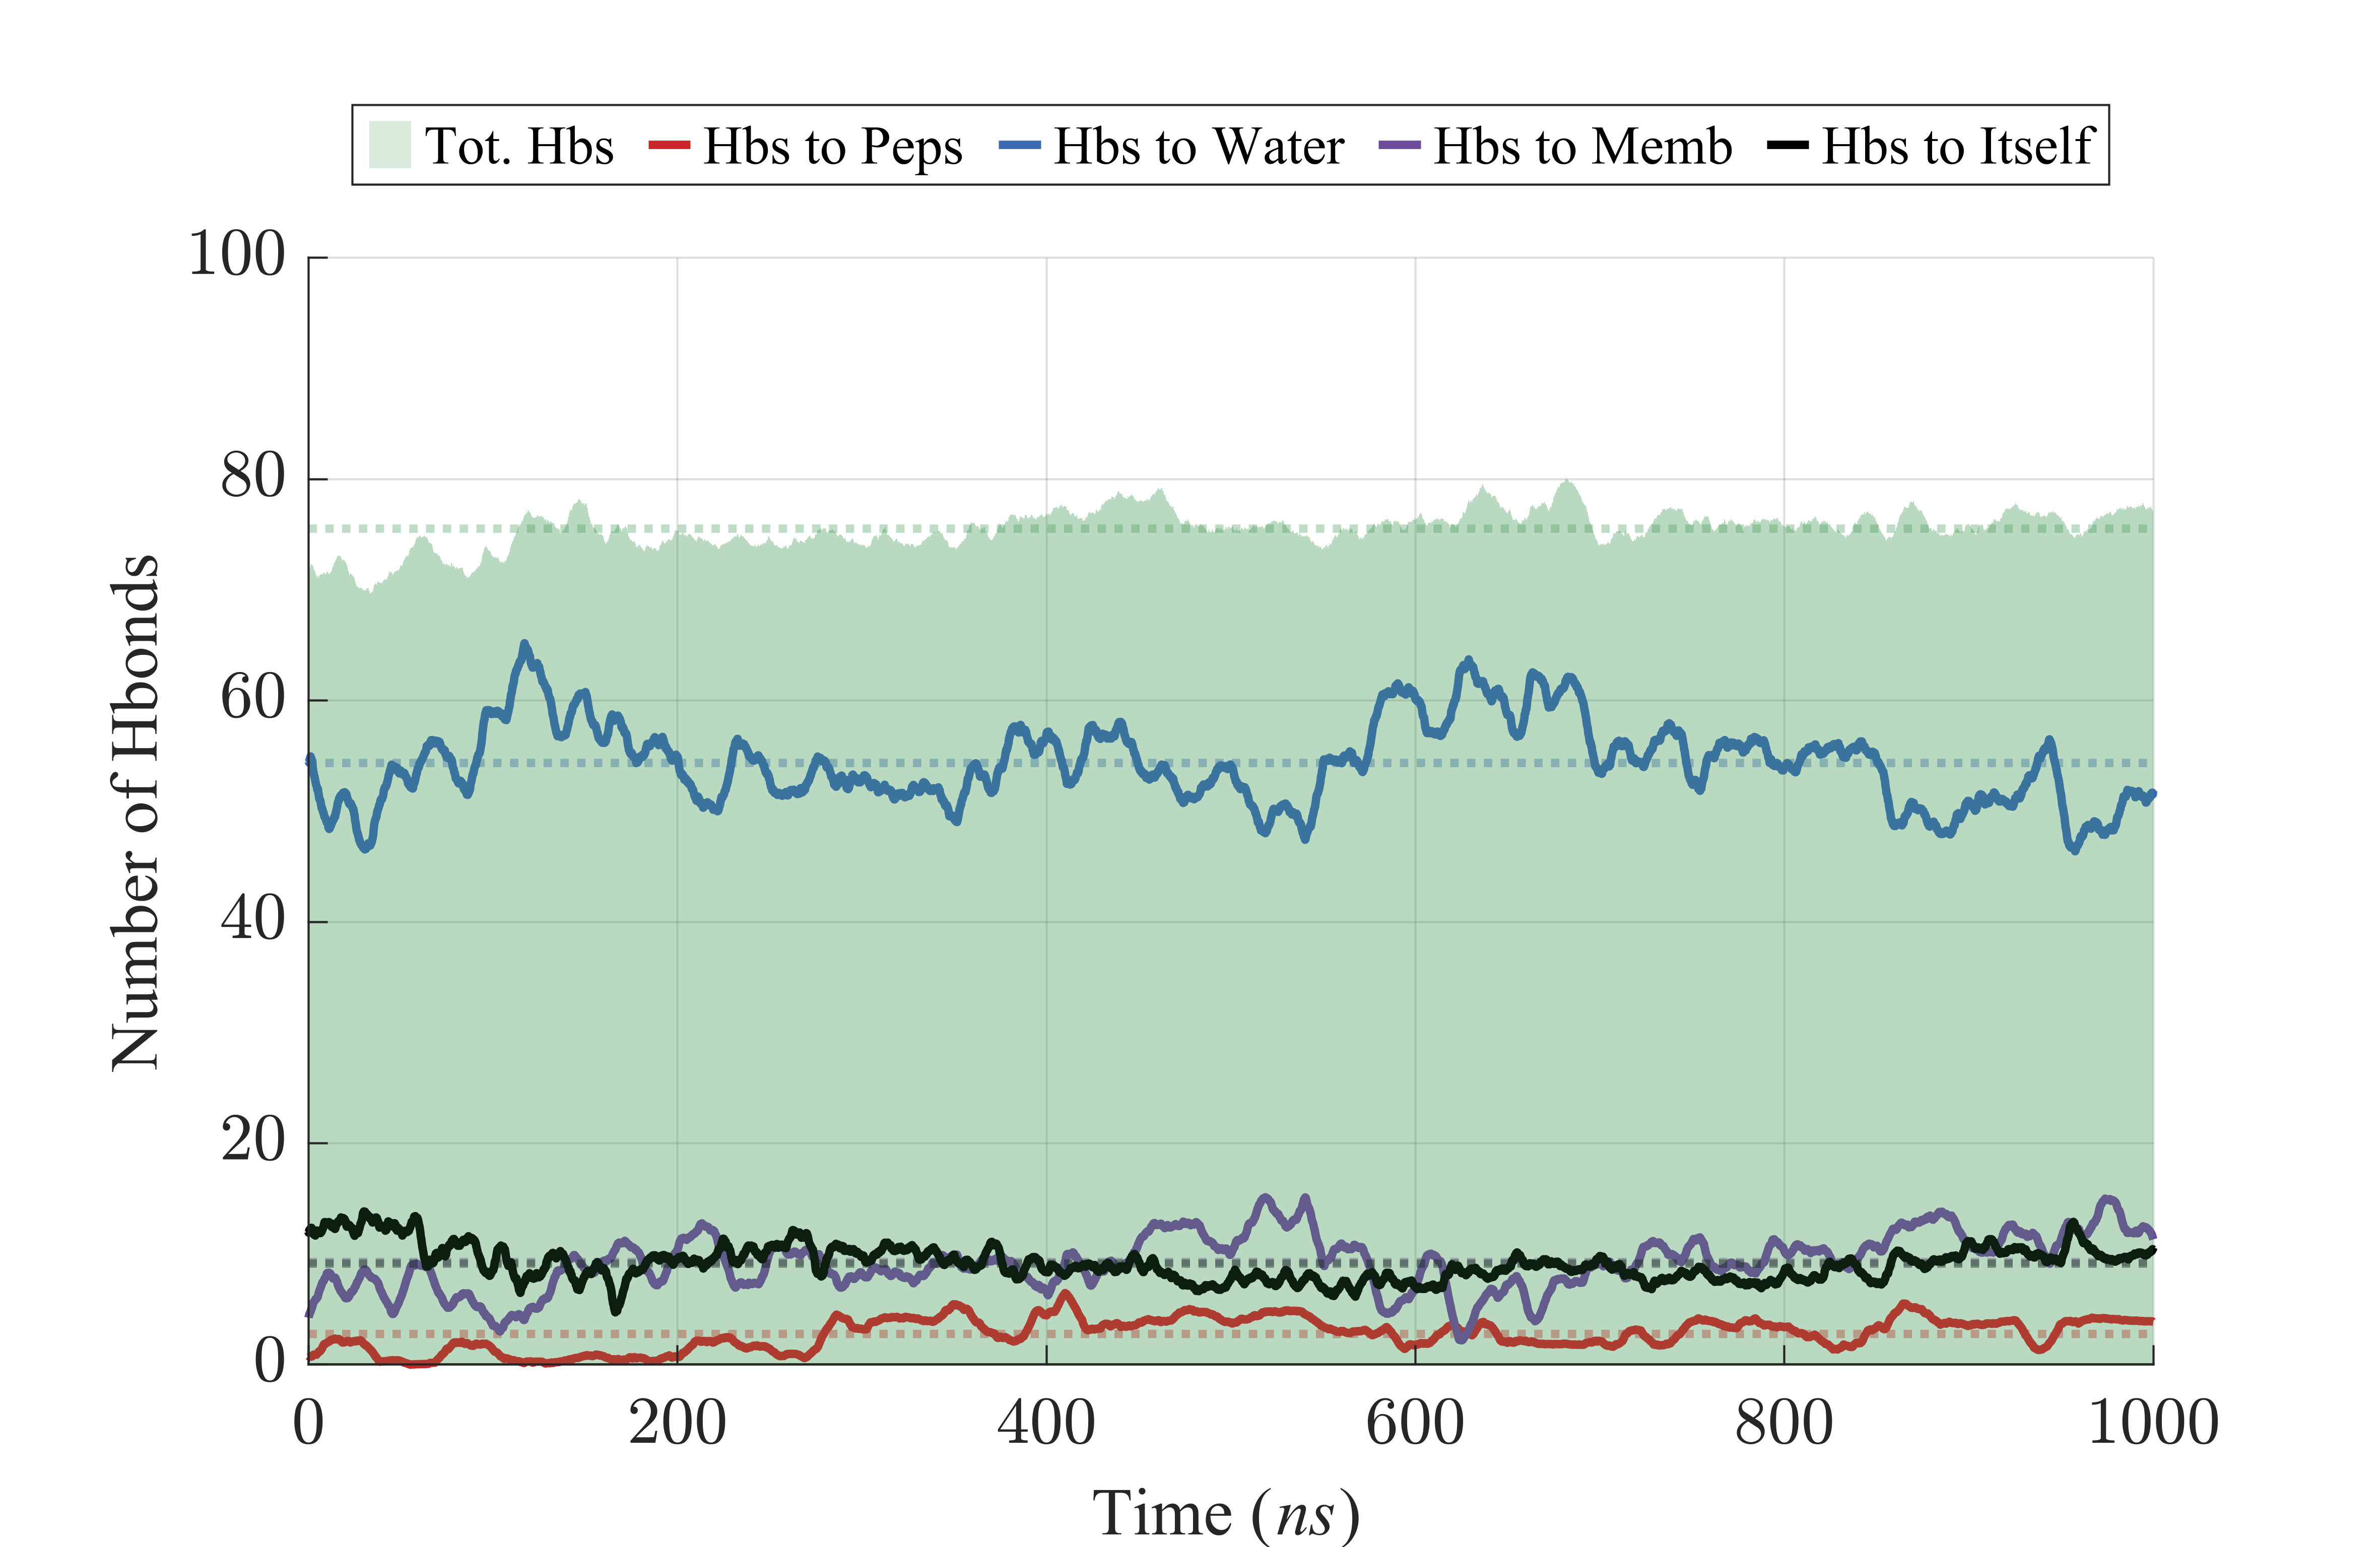 Tot. Hbs Hbs to Peps Hbs to Water Hbs to Memb Hbs to Itself
100
80
60
40
20
0
Number of Hbonds
0 200 400 600 800 1000
Time (ns)